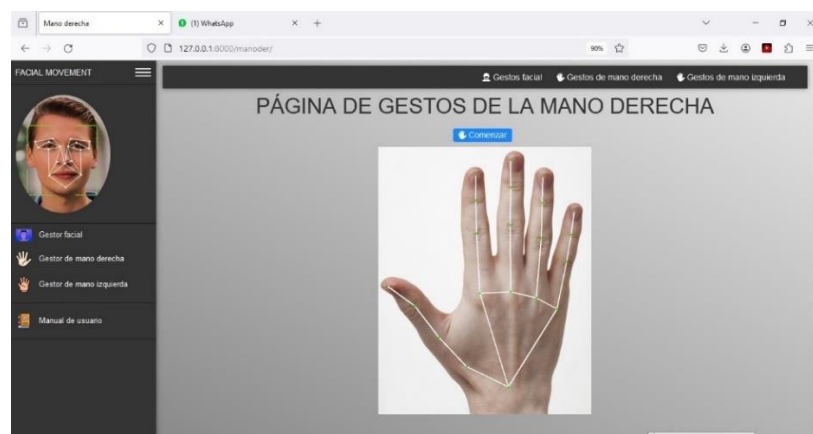 Mano derecha
(1) WhatsApp
127.0.0.1:8000/manoder/
90%
FACIAL MOVEMENT
Gestos facial
Gestos de mano derecha
Gestos de mano izquierda
PÁGINA DE GESTOS DE LA MANO DERECHA
Comenzar
Gestor facial
Gestor de mano derecha
Gestor de mano izquierda
Manual de usuario